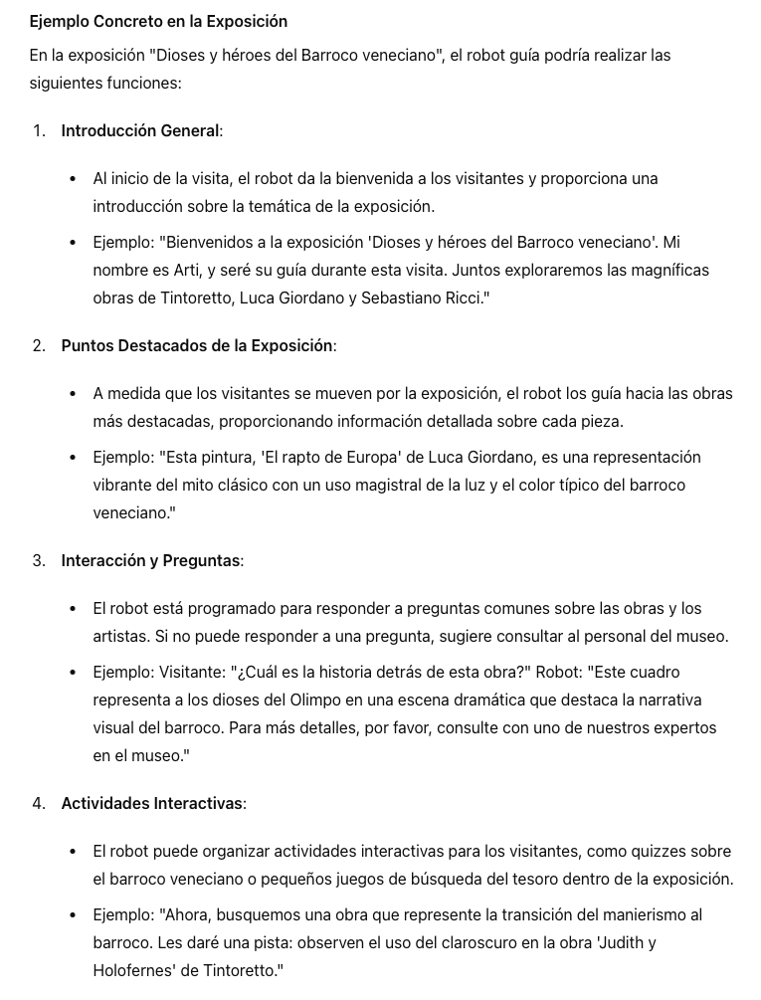 Ejemplo Concreto en la Exposición
En la exposición "Dioses y héroes del Barroco veneciano", el robot guía podría realizar las
siguientes funciones:
1. Introducción General:
• Al inicio de la visita, el robot da la bienvenida a los visitantes y proporciona una
introducción sobre la temática de la exposición.
• Ejemplo: "Bienvenidos a la exposición 'Dioses y héroes del Barroco veneciano'. Mi
nombre es Arti, y seré su guía durante esta visita. Juntos exploraremos las magníficas
obras de Tintoretto, Luca Giordano y Sebastiano Ricci."
2. Puntos Destacados de la Exposición:
• A medida que los visitantes se mueven por la exposición, el robot los guía hacia las obras
más destacadas, proporcionando información detallada sobre cada pieza.
• Ejemplo: "Esta pintura, 'El rapto de Europa' de Luca Giordano, es una representación
vibrante del mito clásico con un uso magistral de la luz y el color típico del barroco
veneciano."
3. Interacción y Preguntas:
• El robot está programado para responder a preguntas comunes sobre las obras y los
artistas. Si no puede responder a una pregunta, sugiere consultar al personal del museo.
• Ejemplo: Visitante: "¿Cuál es la historia detrás de esta obra?" Robot: "Este cuadro
representa a los dioses del Olimpo en una escena dramática que destaca la narrativa
visual del barroco. Para más detalles, por favor, consulte con uno de nuestros expertos
en el museo."
4. Actividades Interactivas:
• El robot puede organizar actividades interactivas para los visitantes, como quizzes sobre
el barroco veneciano o pequeños juegos de búsqueda del tesoro dentro de la exposición.
• Ejemplo: "Ahora, busquemos una obra que represente la transición del manierismo al
barroco. Les daré una pista: observen el uso del claroscuro en la obra 'Judith y
Holofernes' de Tintoretto."